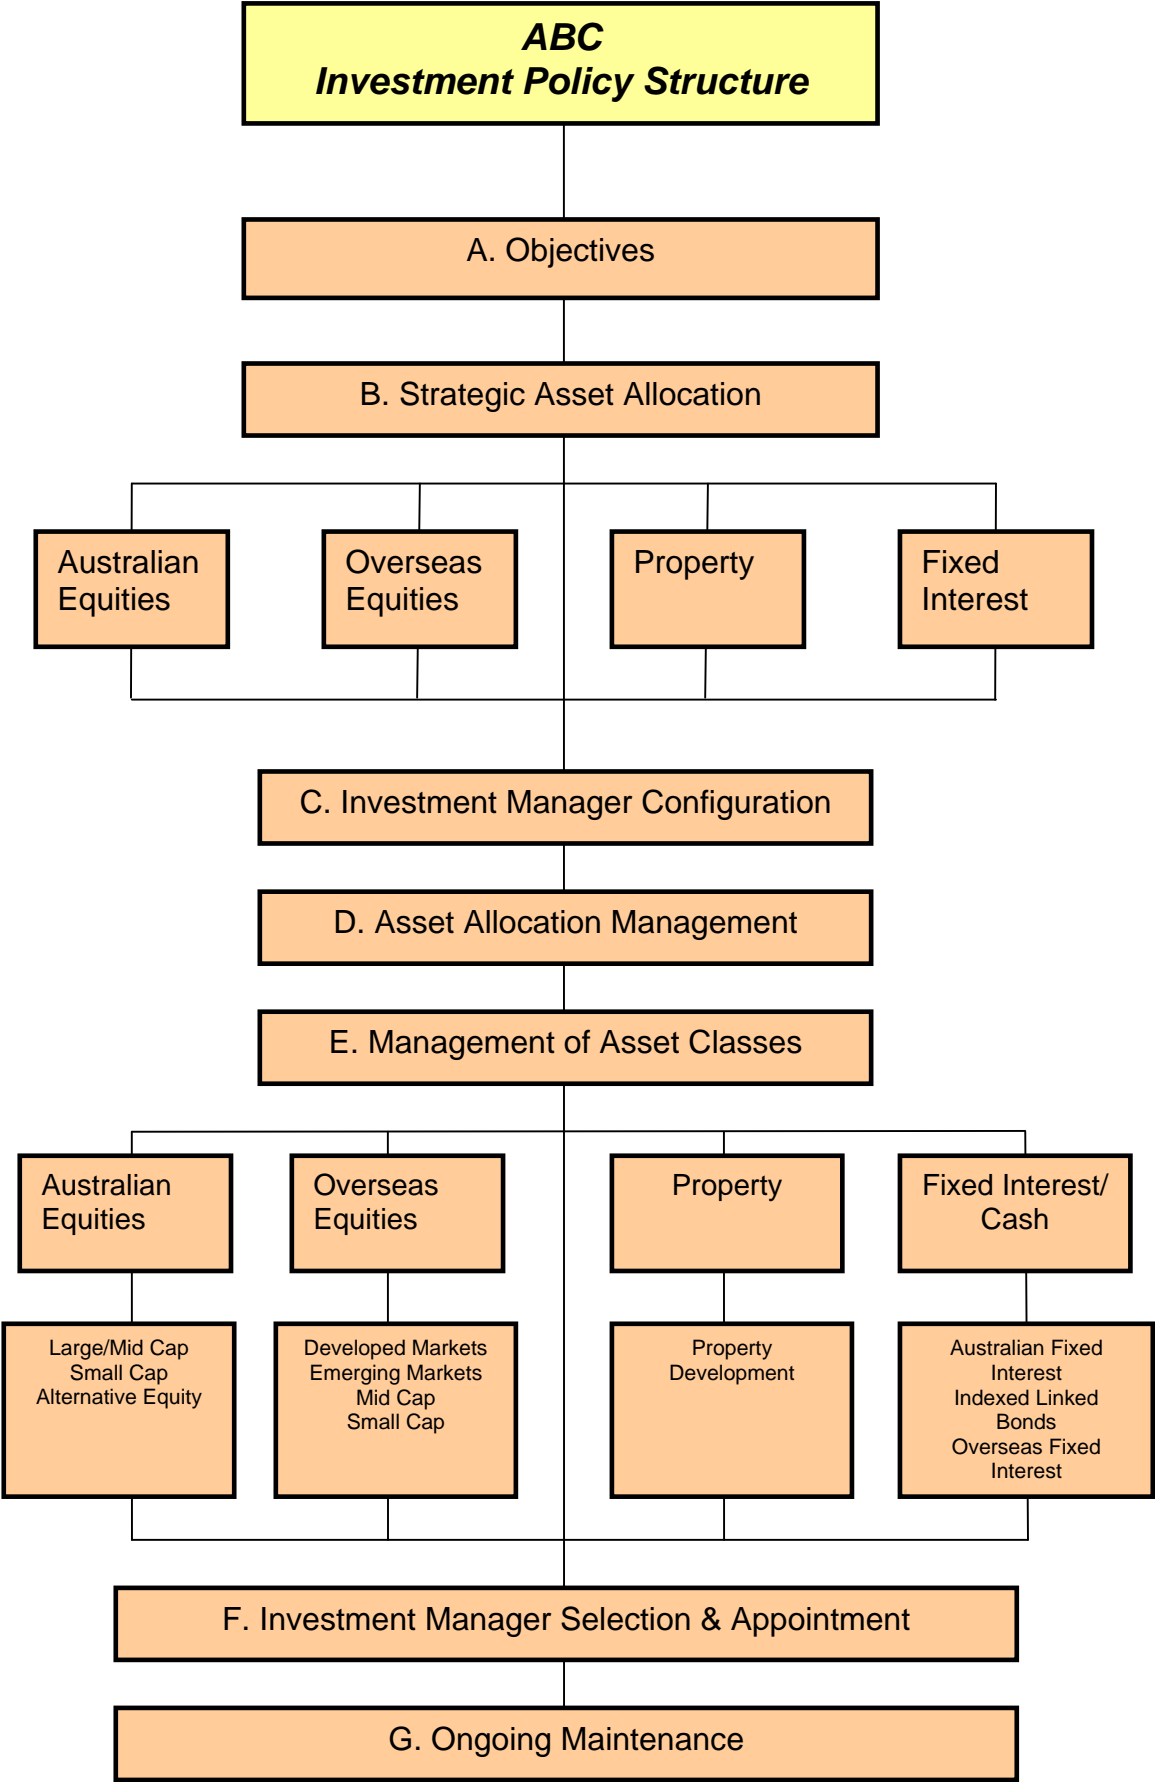 ABC
Investment Policy Structure
A. Objectives
B. Strategic Asset Allocation
Australian
Equities
Overseas
Equities
Property
Fixed
Interest
C. Investment Manager Configuration
D. Asset Allocation Management
E. Management of Asset Classes
Australian
Equities
Overseas
Equities
Property
Fixed Interest/
Cash
Large/Mid Cap
Small Cap
Alternative Equity
Developed Markets
Emerging Markets
Mid Cap
Small Cap
Property
Development
Australian Fixed
Interest
Indexed Linked
Bonds
Overseas Fixed
Interest
F. Investment Manager Selection & Appointment
G. Ongoing Maintenance